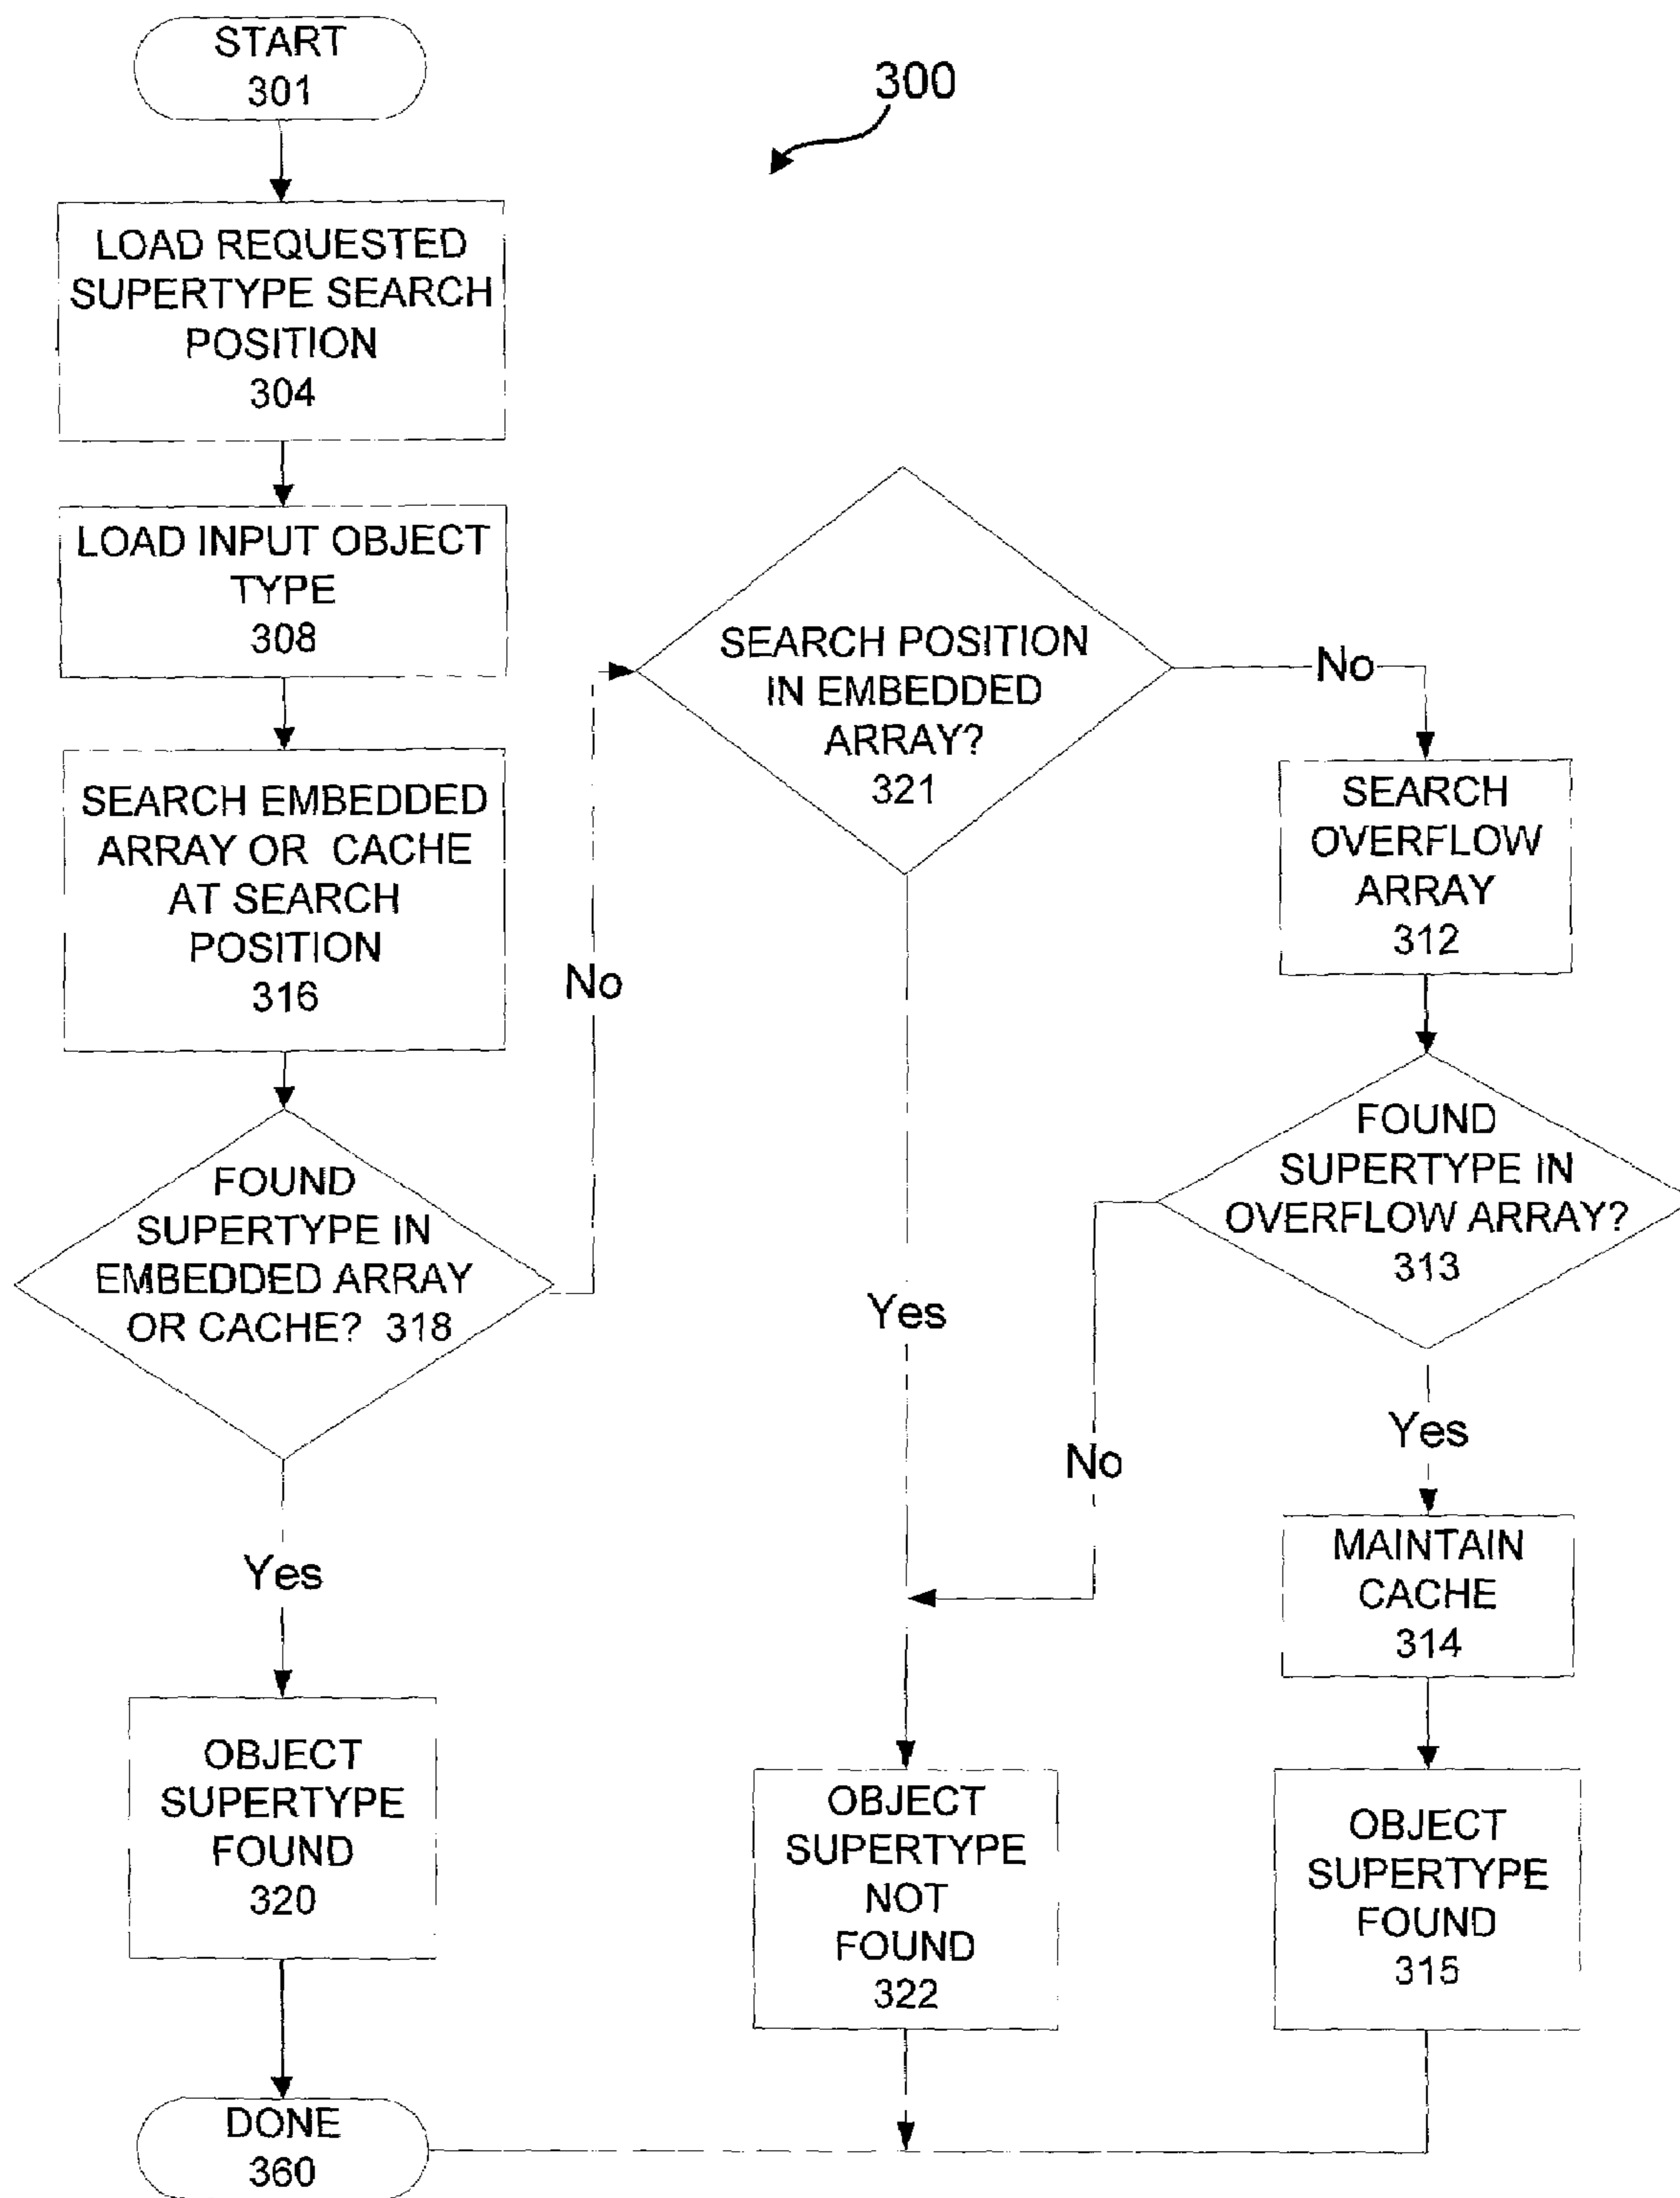 START
301
300
LOAD REQUESTED
SUPERTYPE SEARCH
POSITION
304
LOAD INPUT OBJECT
TYPE
308
SEARCH EMBEDDED
ARRAY OR CACHE
AT SEARCH
POSITION
316
FOUND
SUPERTYPE IN
EMBEDDED ARRAY
OR CACHE? 318
No
Yes
OBJECT
SUPERTYPE
FOUND
320
DONE
360
SEARCH POSITION
IN EMBEDDED
ARRAY?
321
No
Yes
SEARCH
OVERFLOW
ARRAY
312
FOUND
SUPERTYPE IN
OVERFLOW ARRAY?
313
No
Yes
MAINTAIN
CACHE
314
OBJECT
SUPERTYPE
NOT
FOUND
322
OBJECT
SUPERTYPE
FOUND
315